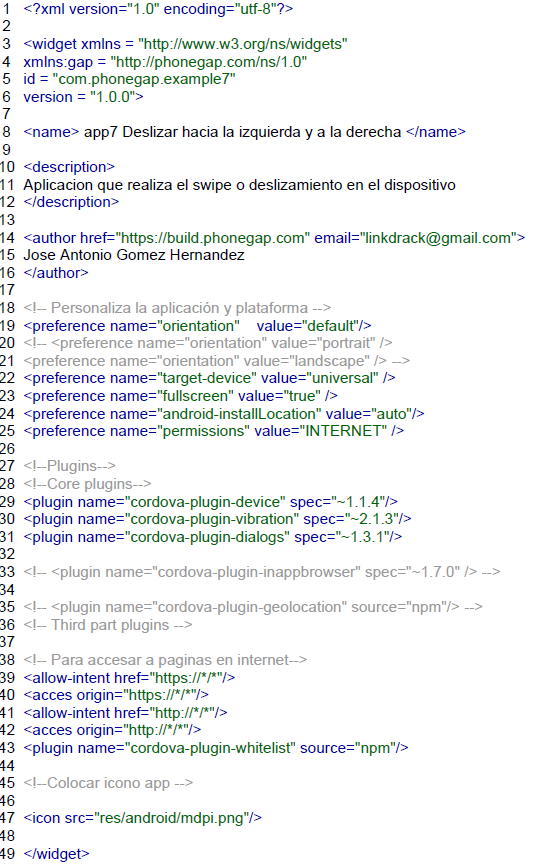 1 <?xml version="1.0" encoding="utf-8"?>
2
3 <widget xmlns = "http://www.w3.org/ns/widgets"
4 xmlns:gap = "http://phonegap.com/ns/1.0"
5 id = "com.phonegap.example7"
6 version = "1.0.0">
7
8 <name> app7 Deslizar hacia la izquierda y a la derecha </name>
9
10 <description>
11 Aplicacion que realiza el swipe o deslizamiento en el dispositivo
12 </description>
13
14 <author href="https://build.phonegap.com" email="linkdrack@gmail.com">
15 Jose Antonio Gomez Hernandez
16 </author>
17
18 <!-- Personaliza la aplicación y plataforma -->
19 <preference name="orientation"    value="default"/>
20 <!-- <preference name="orientation" value="portrait" />
21 <preference name="orientation" value="landscape" /> -->
22 <preference name="target-device" value="universal" />
23 <preference name="fullscreen" value="true" />
24 <preference name="android-installLocation" value="auto"/>
25 <preference name="permissions" value="INTERNET" />
26
27 <!--Plugins-->
28 <!--Core plugins-->
29 <plugin name="cordova-plugin-device" spec="~1.1.4"/>
30 <plugin name="cordova-plugin-vibration" spec="~2.1.3"/>
31 <plugin name="cordova-plugin-dialogs" spec="~1.3.1"/>
32
33 <!-- <plugin name="cordova-plugin-inappbrowser" spec="~1.7.0" /> -->
34
35 <!-- <plugin name="cordova-plugin-geolocation" source="npm"/> -->
36 <!-- Third part plugins -->
37
38 <!-- Para accesar a paginas en internet-->
39 <allow-intent href="https://*/*"/>
40 <acces origin="https://*/*"/>
41 <allow-intent href="http://*/*"/>
42 <acces origin="http://*/*"/>
43 <plugin name="cordova-plugin-whitelist" source="npm"/>
44
45 <!--Colocar icono app -->
46
47 <icon src="res/android/mdpi.png"/>
48
49 </widget>